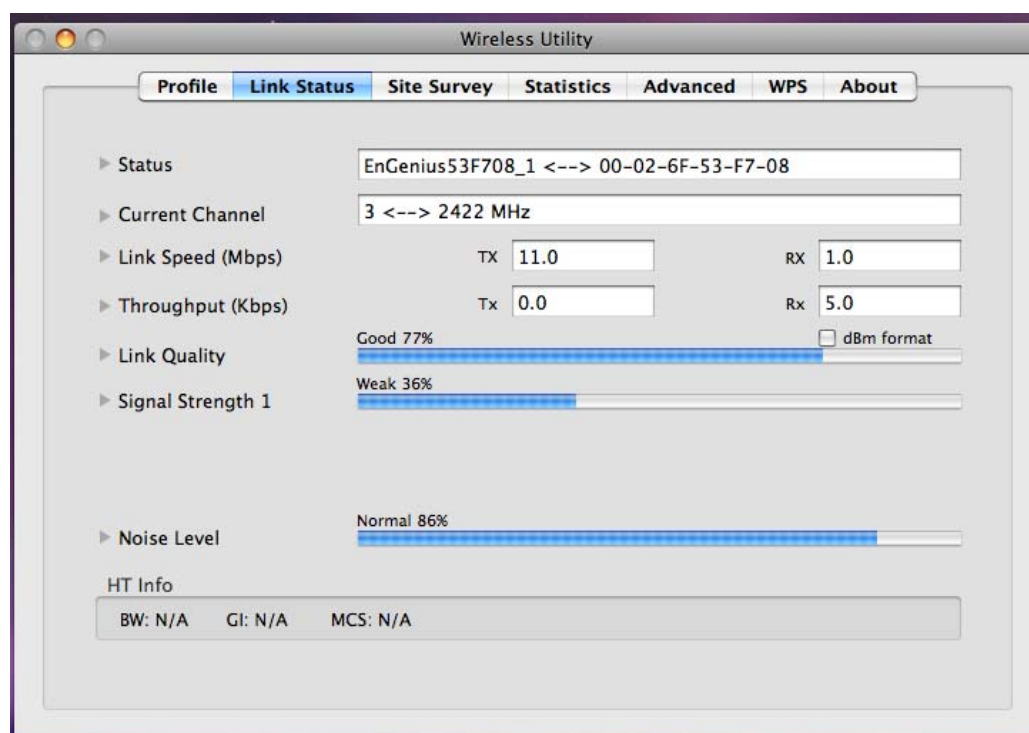 Wireless Utility
Profile Link Status Site Survey Statistics Advanced WPS About
Status EnGenius53F708_1 <--> 00-02-6F-53-F7-08
Current Channel 3 <--> 2422 MHz
Link Speed (Mbps) TX 11.0 RX 1.0
Throughput (Kbps) Tx 0.0 Rx 5.0
Good 77% dBm format
Link Quality
Weak 36%
Signal Strength 1
Normal 86%
Noise Level
HT Info
BW: N/A GI: N/A MCS: N/A